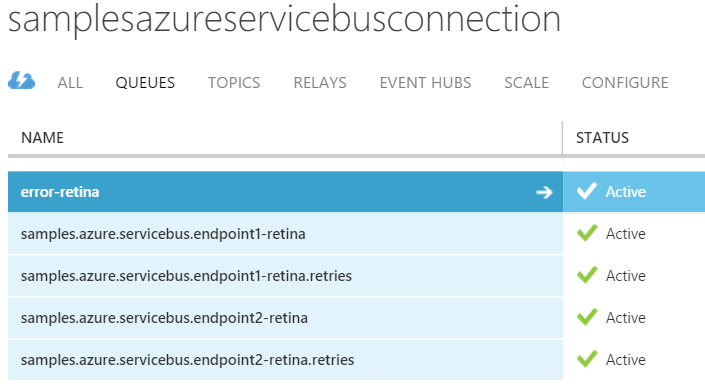 samplesazureservicebusconnection
ALL QUEUES TOPICS RELAYS EVENT HUBS SCALE CONFIGURE
NAME STATUS
error-retina Active
samples.azure.servicebus.endpoint1-retina Active
samples.azure.servicebus.endpoint1-retina.retries Active
samples.azure.servicebus.endpoint2-retina Active
samples.azure.servicebus.endpoint2-retina.retries Active